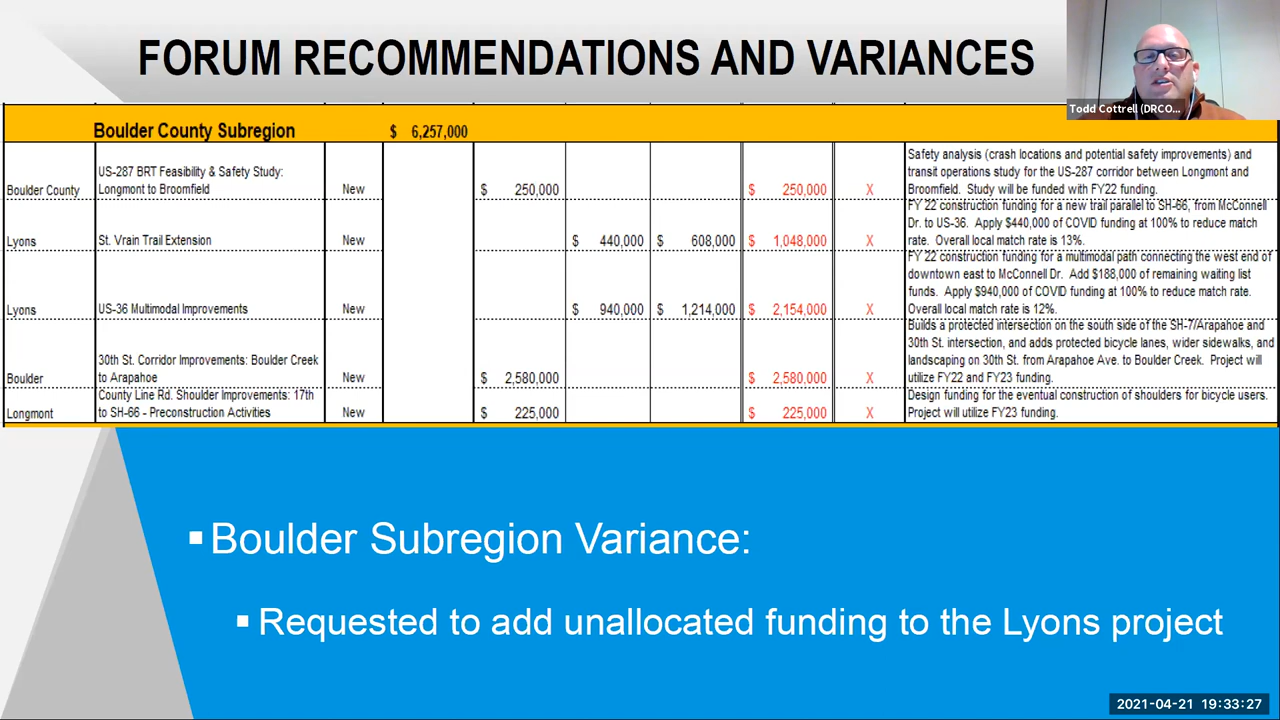 FORUM RECOMMENDATIONS AND VARIANCES
Todd Cottrell (DRCO...
Boulder County Subregion $ 6,257,000
Boulder County
US-287 BRT Feasibility & Safety Study:
Longmont to Broomfield
New
$ 250,000
$ 250,000
X
Safety analysis (crash locations and potential safety improvements) and
transit operations study for the US-287 corridor between Longmont and
Broomfield. Study will be funded with FY22 funding.
Lyons
St. Vrain Trail Extension
New
$ 440,000
$ 608,000
$ 1,048,000
X
FY 22 construction funding for a new trail parallel to SH-66, from McConnell
Dr. to US-36. Apply $440,000 of COVID funding at 100% to reduce match
rate. Overall local match rate is 13%.
Lyons
US-36 Multimodal Improvements
New
$ 940,000
$ 1,214,000
$ 2,154,000
X
FY 22 construction funding for a multimodal path connecting the west end of
downtown east to McConnell Dr. Add $188,000 of remaining waiting list
funds. Apply $940,000 of COVID funding at 100% to reduce match rate.
Overall local match rate is 12%.
Boulder
30th St. Corridor Improvements: Boulder Creek
to Arapahoe
New
$ 2,580,000
$ 2,580,000
X
Builds a protected intersection on the south side of the SH-7/Arapahoe and
30th St. intersection, and adds protected bicycle lanes, wider sidewalks, and
landscaping on 30th St. from Arapahoe Ave. to Boulder Creek. Project will
utilize FY22 and FY23 funding.
Longmont
County Line Rd. Shoulder Improvements: 17th
to SH-66 - Preconstruction Activities
New
$ 225,000
$ 225,000
X
Design funding for the eventual construction of shoulders for bicycle users.
Project will utilize FY23 funding.
▪ Boulder Subregion Variance:
▪ Requested to add unallocated funding to the Lyons project
2021-04-21 19:33:27